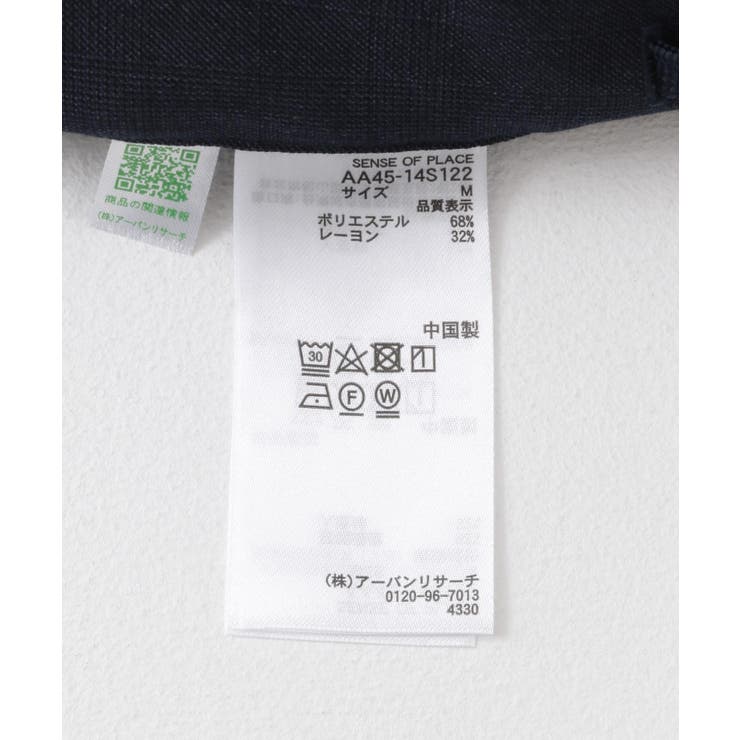 商品の関連情報
(株)アーバンリサーチ
SENSE OF PLACE
AA45-14S122
サイズ M
品質表示
ポリエステル 68%
レーヨン 32%
中国製
30
F W
(株)アーバンリサーチ
0120-96-7013
4330